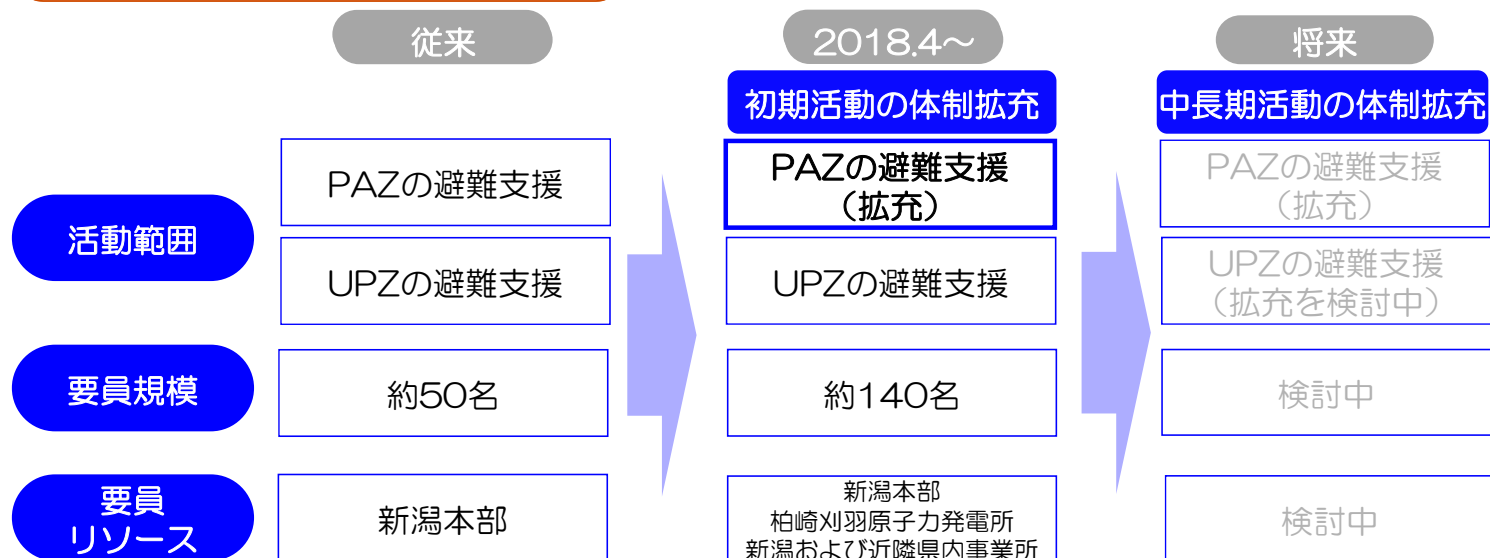 従来
2018.4～
将来
初期活動の体制拡充
中長期活動の体制拡充
活動範囲
PAZの避難支援
PAZの避難支援
（拡充）
PAZの避難支援
（拡充）
UPZの避難支援
UPZの避難支援
UPZの避難支援
（拡充を検討中）
要員規模
約50名
約140名
検討中
要員
リソース
新潟本部
新潟本部
柏崎刈羽原子力発電所
新潟および近隣県内事業所
検討中